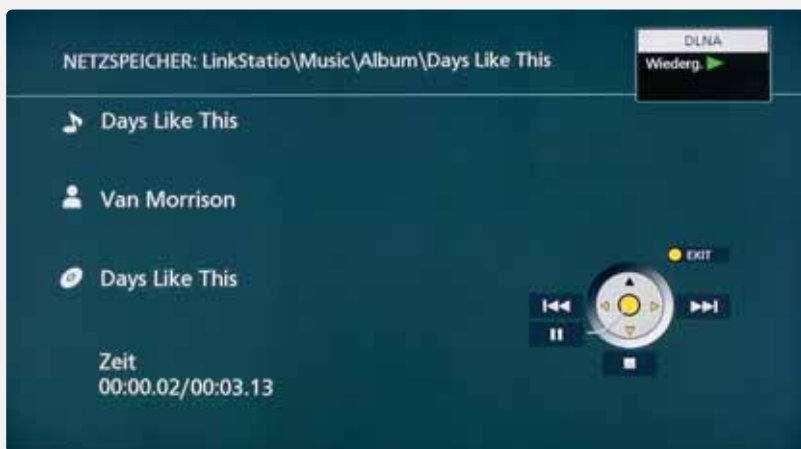 NETZSPEICHER: LinkStatio\Music\Album\Days Like This
DLNA
Wiederg.
Days Like This
Van Morrison
Days Like This
EXIT
Zeit
00:00.02/00:03.13